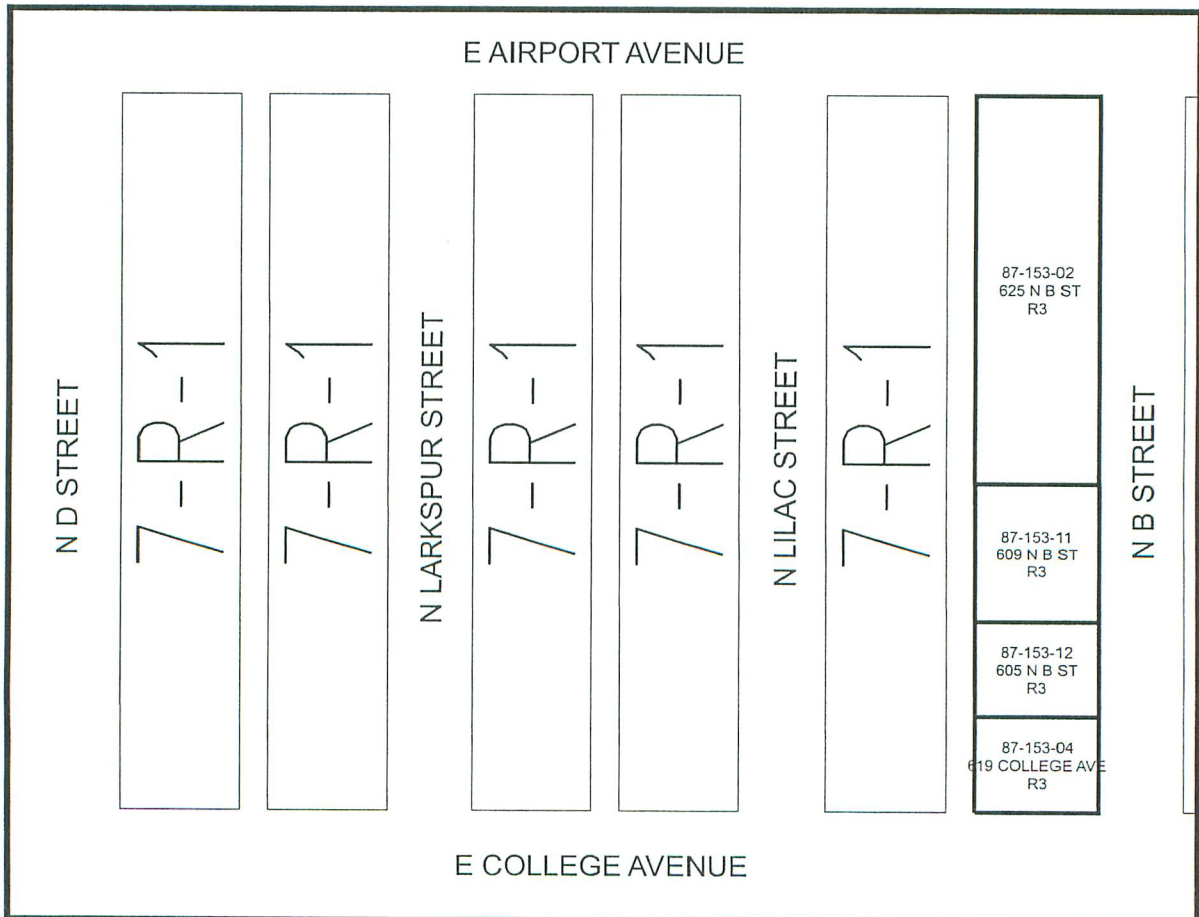 E AIRPORT AVENUE
N D STREET
7-R-1
7-R-1
N LARKSPUR STREET
7-R-1
7-R-1
N LILAC STREET
7-R-1
87-153-02
625 N B ST
R3
87-153-11
609 N B ST
R3
87-153-12
605 N B ST
R3
87-153-04
619 COLLEGE AVE
R3
N B STREET
E COLLEGE AVENUE